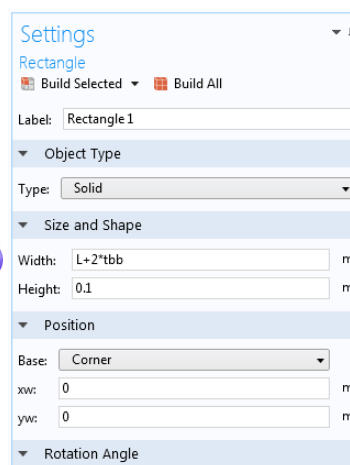 Settings
Rectangle
Build Selected Build All
Label: Rectangle 1
Object Type
Type: Solid
Size and Shape
Width: L+2*tbb m
Height: 0.1 m
Position
Base: Corner
xw: 0 m
yw: 0 m
Rotation Angle